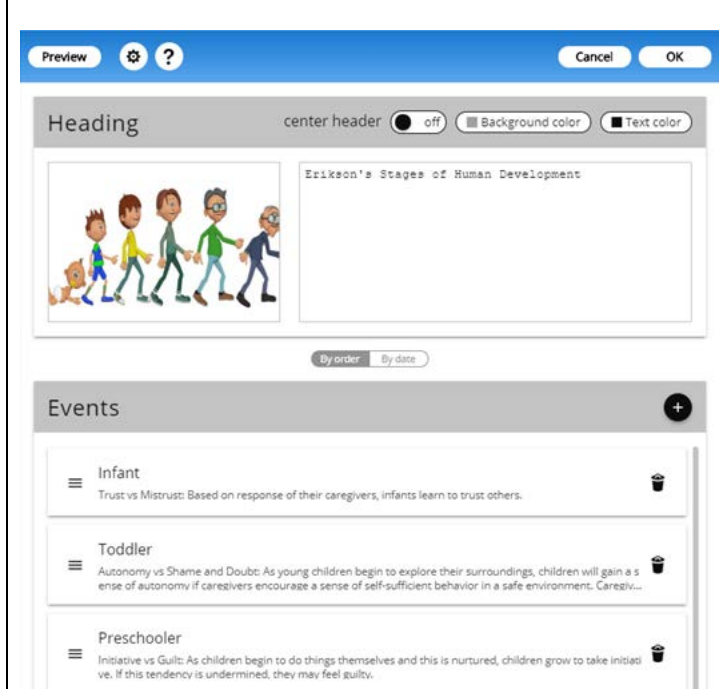 Preview ? Cancel OK
Heading center header off Background color Text color
Erikson's Stages of Human Development
By order By date
Events +
Infant
Trust vs Mistrust: Based on response of their caregivers, infants learn to trust others.
Toddler
Autonomy vs Shame and Doubt: As young children begin to explore their surroundings, children will gain a s
ense of autonomy if caregivers encourage a sense of self-sufficient behavior in a safe environment. Caregiv...
Preschooler
Initiative vs Guilt: As children begin to do things themselves and this is nurtured, children grow to take initiati
ve. If this tendency is undermined, they may feel guilty.